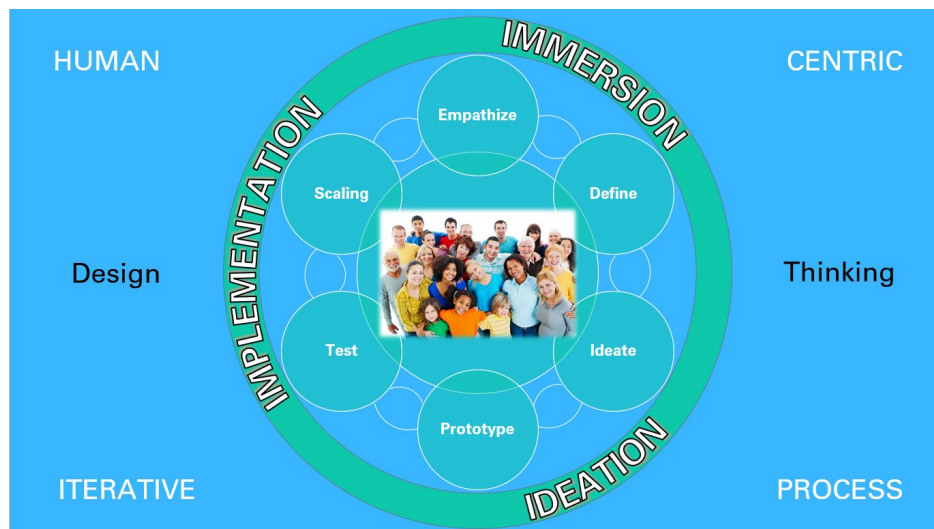 HUMAN
CENTRIC
IMMERSION
IMPLEMENTATION
Empathize
Scaling
Define
Design
Thinking
Test
Ideate
Prototype
IDEATION
ITERATIVE
PROCESS